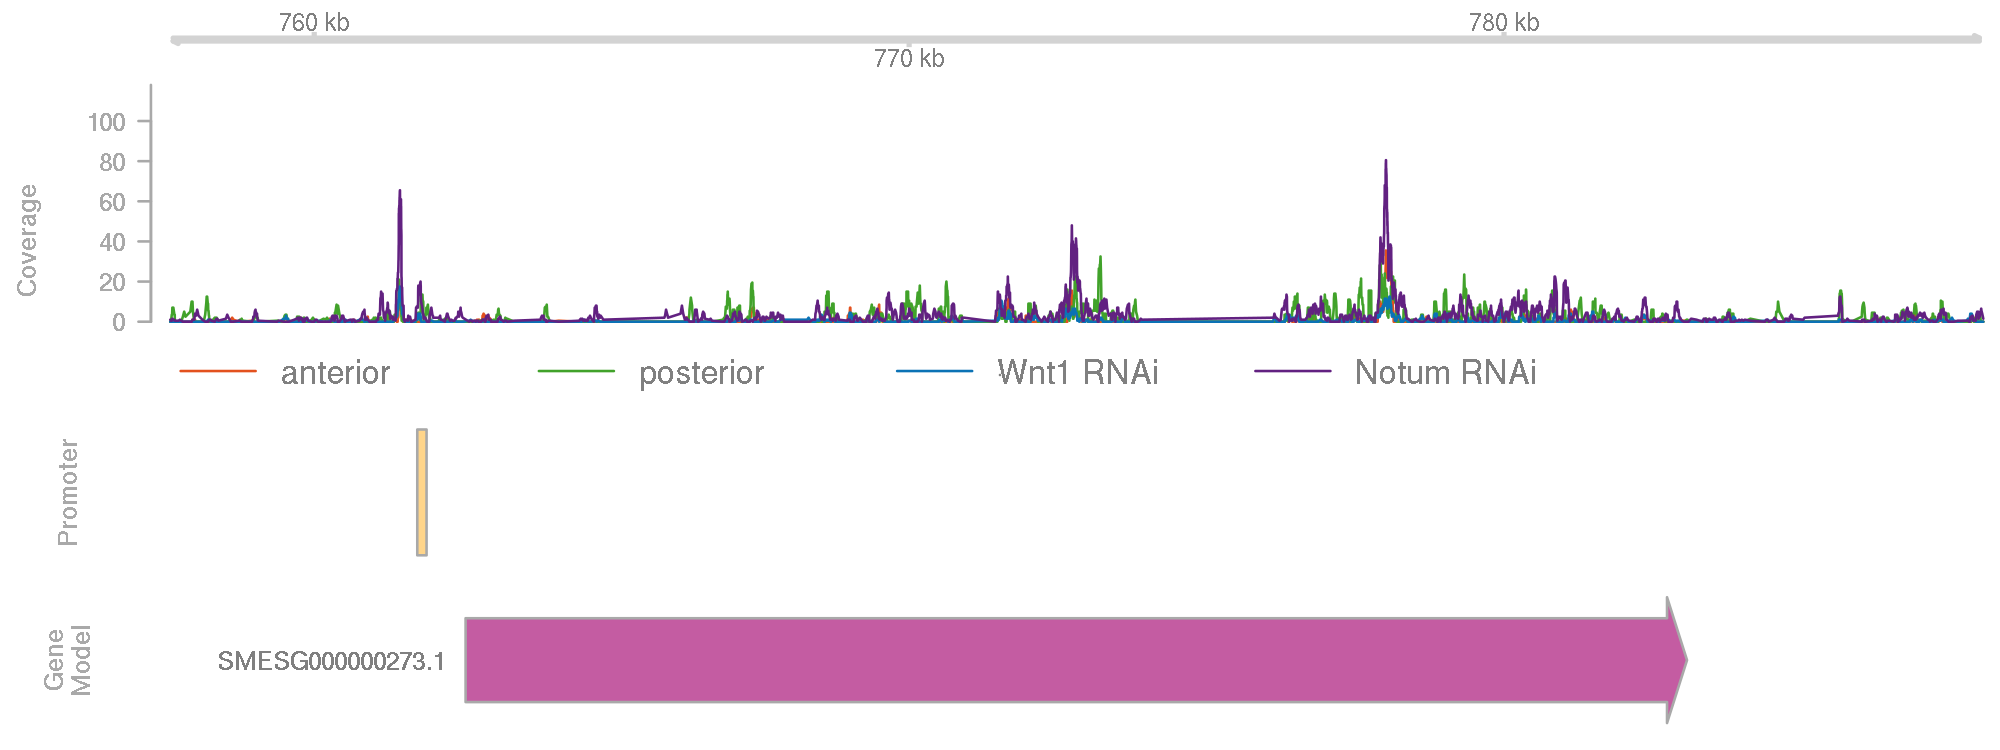 760 kb
780 kb
770 kb
Coverage
100
80
60
40
20
0
anterior posterior Wnt1 RNAi Notum RNAi
Promoter
Gene
Model
SMESG000000273.1